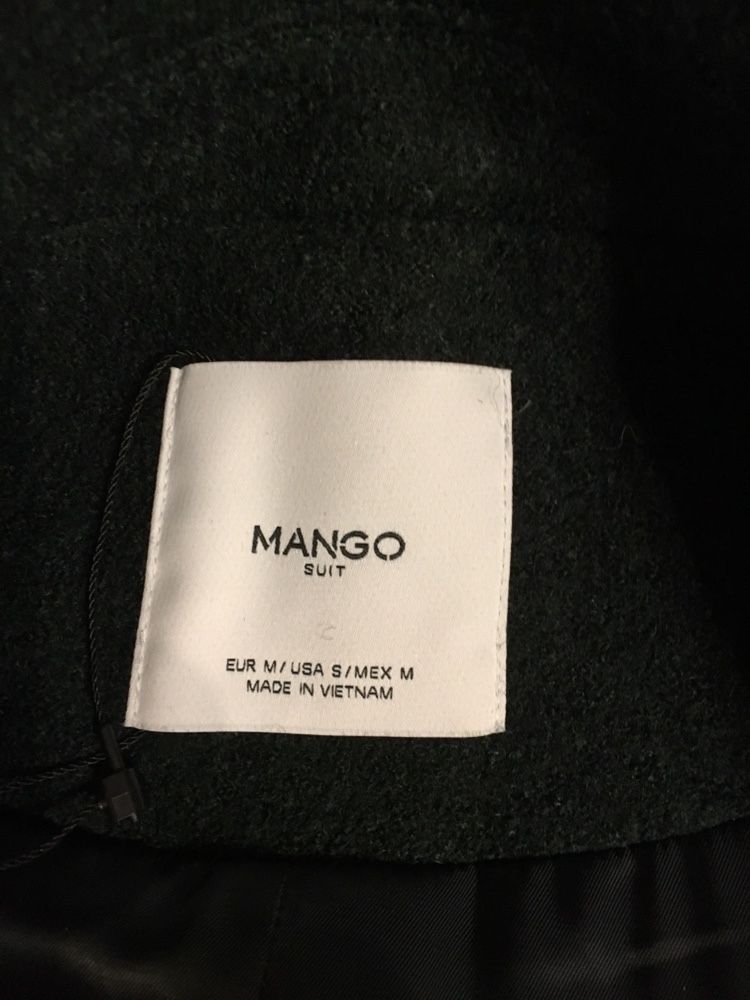 MANGO
SUIT
EUR M/USA S/MEX M
MADE IN VIETNAM